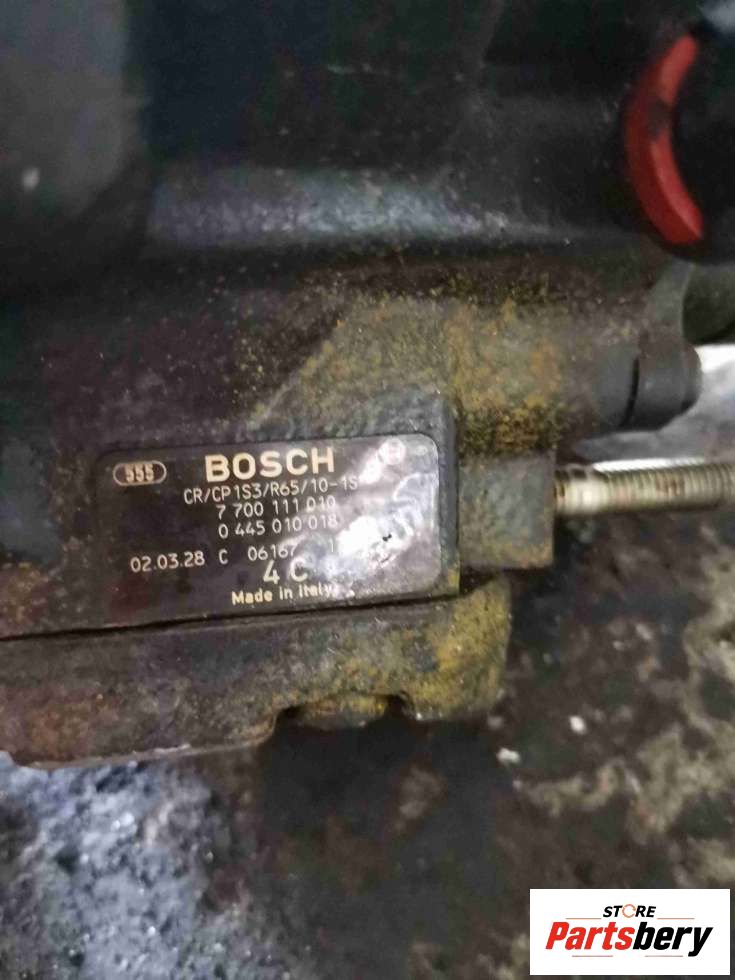 555
BOSCH
CR/CP1S3/R65/10-1S
7 700 111 010
0 445 010 018
02.03.28 C 06167
4 C
Made in Italy
STORE
Partsbery